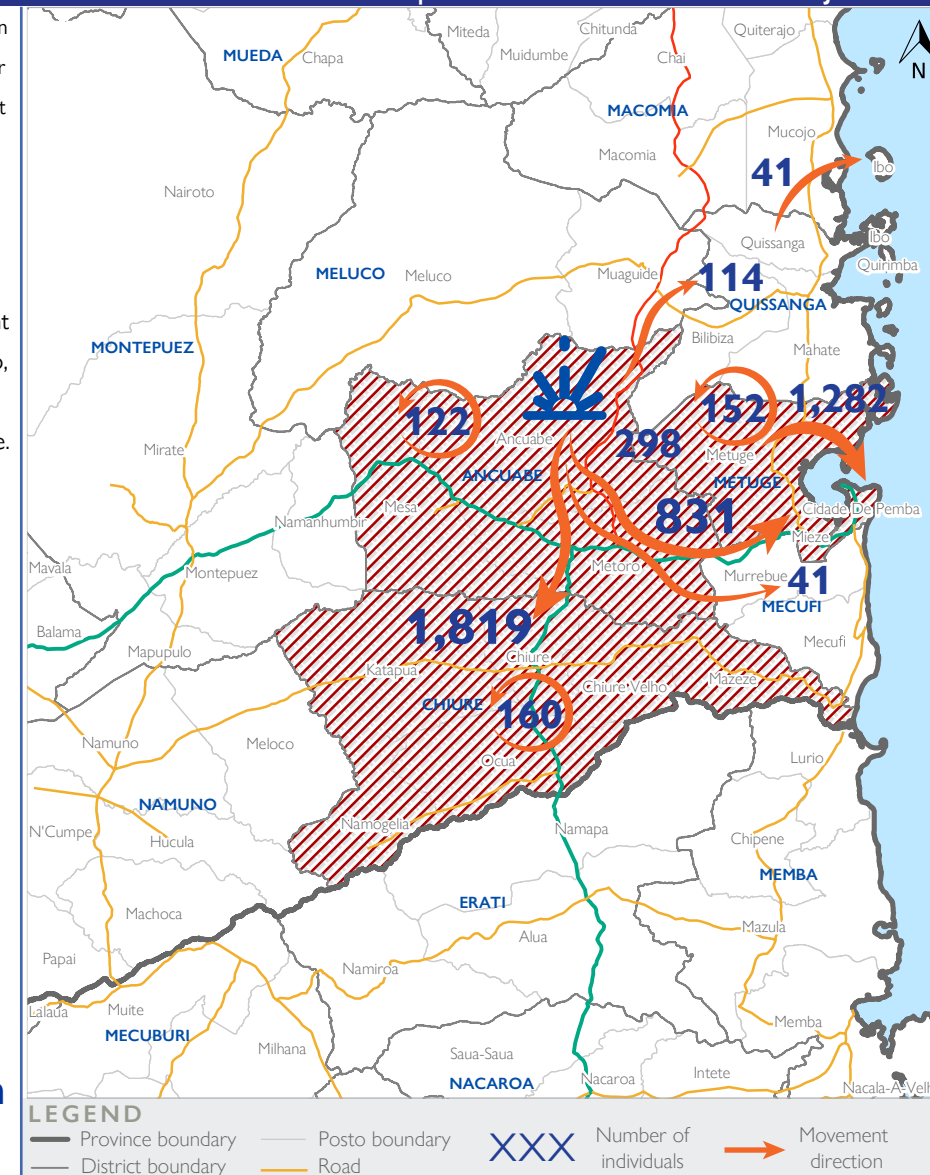 MUEDA
Chapa
Miteda
Chitunda
Quiterajo
Muidumbe
Chai
N
MACOMIA
Mucojo
Macomia
41
Ibo
Nairoto
Quissanga
Ibo
Quirimba
MELUCO
Meluco
Muaguide
114
QUISSANGA
MONTEPUEZ
Bilibiza
Mahate
122
152
1,282
Ancuabe
298
Metuge
Mirate
ANCUABE
METUGE
Mesa
831
Cidade De Pemba
Namanhumbir
Mieze
Mavala
Montepuez
Metoro
Murrebue
41
MECUFI
Balama
1,819
Mapupulo
Chiure
Mecufi
Katapua
Chiure Velho
Mazeze
CHIURE
160
Namuno
Meloco
Ocua
Lurio
NAMUNO
N'Cumpe
Hucula
Namogelia
Namapa
Chipene
MEMBA
ERATI
Machoca
Alua
Mazula
Papai
Namiroa
Lalaua
Muite
Memba
MECUBURI
Milhana
Saua-Saua
NACAROA
Nacaroa
Intete
Nacala-A-Velh
LEGEND
Province boundary
Posto boundary
XXX
Number of
individuals
Movement
direction
District boundary
Road